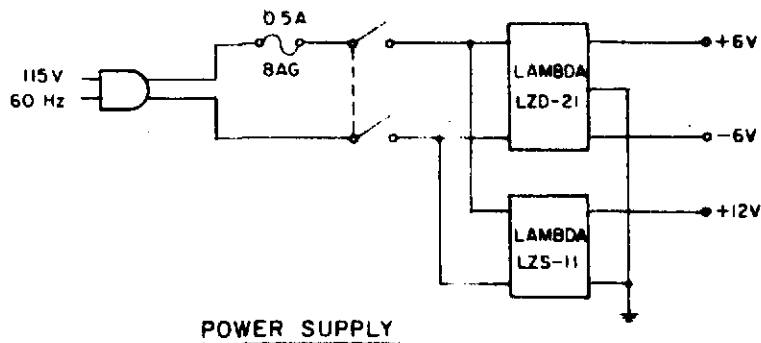 0.5A
8AG
115V
60 Hz
LAMBDA
LZD-21
+6V
-6V
LAMBDA
LZS-11
+12V
POWER SUPPLY